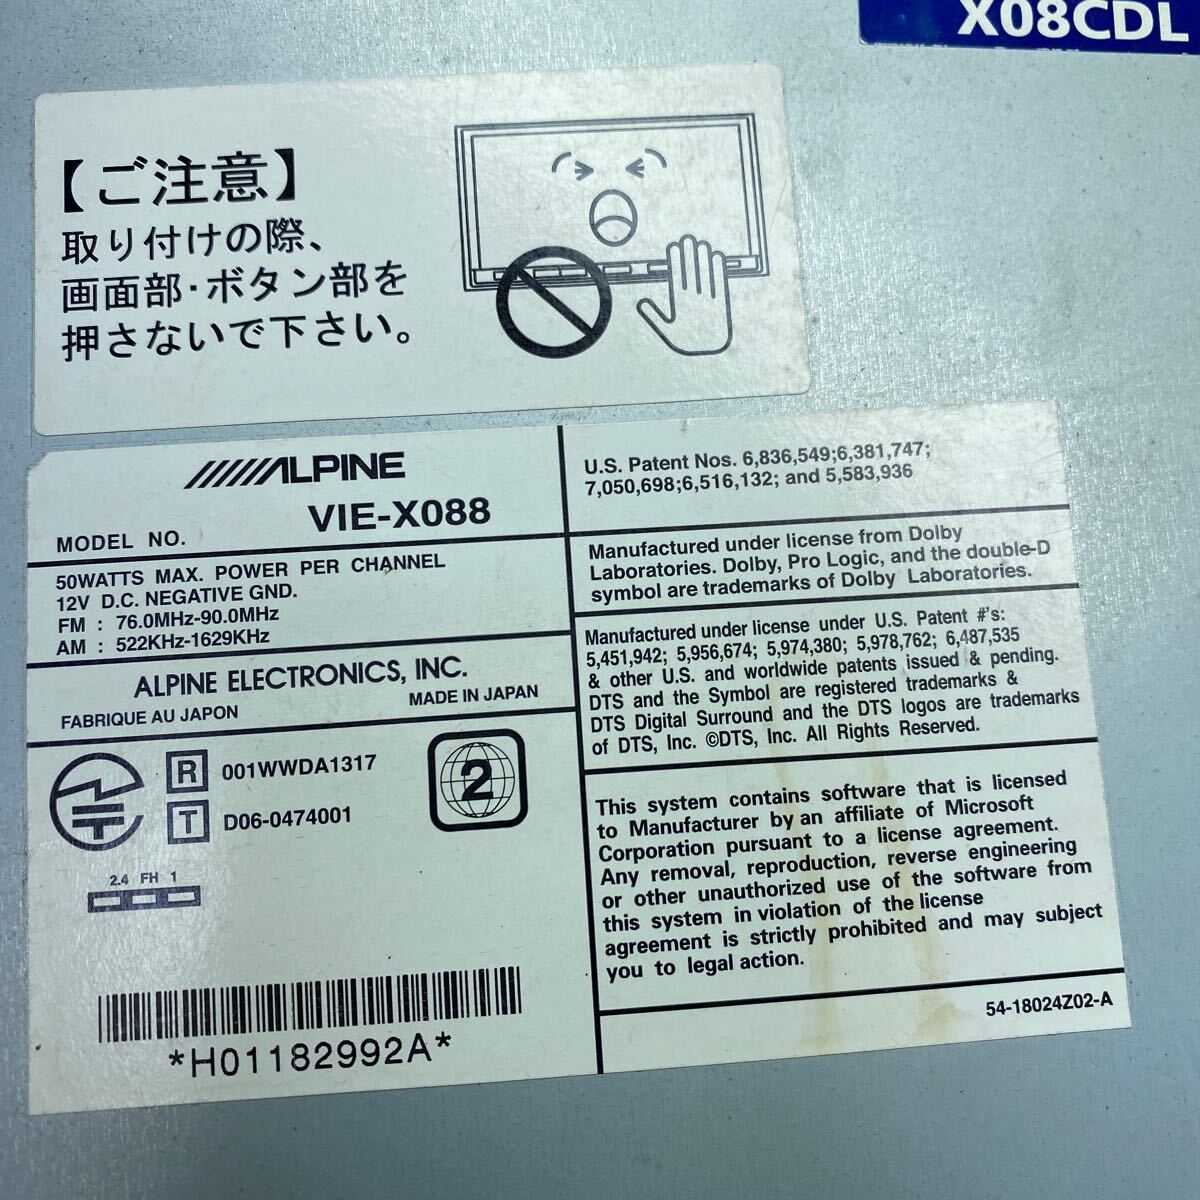 X08CDL
【ご注意】
取り付けの際、
画面部・ボタン部を
押さないで下さい。
ALPINE
MODEL NO. VIE-X088
50WATTS MAX. POWER PER CHANNEL
12V D.C. NEGATIVE GND.
FM : 76.0MHz-90.0MHz
AM : 522KHz-1629KHz
ALPINE ELECTRONICS, INC.
FABRIQUE AU JAPON MADE IN JAPAN
R 001WWDA1317
T D06-0474001
2
2.4 FH 1
*H01182992A*
U.S. Patent Nos. 6,836,549;6,381,747;
7,050,698;6,516,132; and 5,583,936
Manufactured under license from Dolby
Laboratories. Dolby, Pro Logic, and the double-D
symbol are trademarks of Dolby Laboratories.
Manufactured under license under U.S. Patent #'s:
5,451,942; 5,956,674; 5,974,380; 5,978,762; 6,487,535
& other U.S. and worldwide patents issued & pending.
DTS and the Symbol are registered trademarks &
DTS Digital Surround and the DTS logos are trademarks
of DTS, Inc. ©DTS, Inc. All Rights Reserved.
This system contains software that is licensed
to Manufacturer by an affiliate of Microsoft
Corporation pursuant to a license agreement.
Any removal, reproduction, reverse engineering
or other unauthorized use of the software from
this system in violation of the license
agreement is strictly prohibited and may subject
you to legal action.
54-18024Z02-A